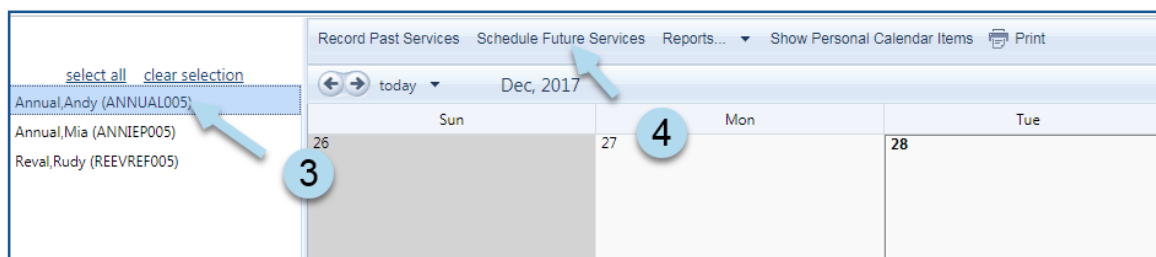 Record Past Services Schedule Future Services Reports... Show Personal Calendar Items Print
select all clear selection
today Dec, 2017
Annual,Andy (ANNUAL005)
Annual,Mia (ANNIEP005)
Reval,Rudy (REEVREF005)
3
4
Sun Mon Tue
26 27 28